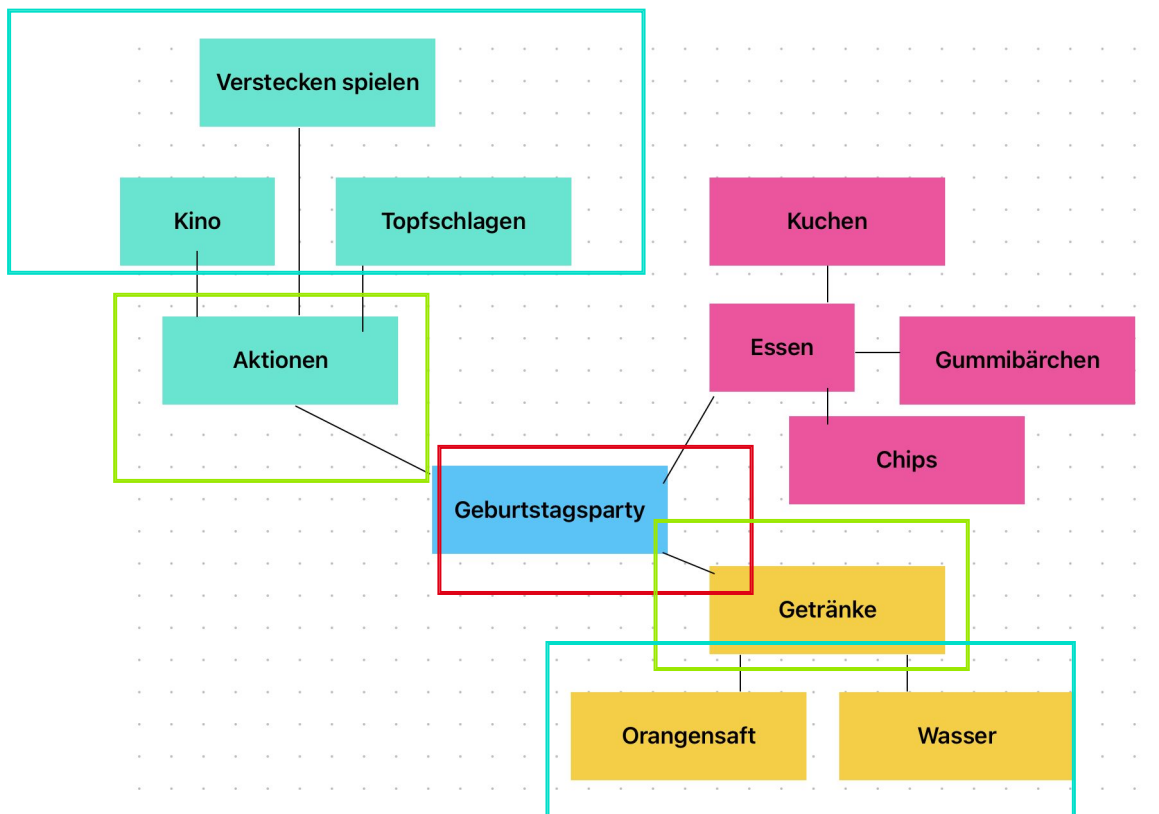 Verstecken spielen
Kino
Topfschlagen
Kuchen
Aktionen
Essen
Gummibärchen
Chips
Geburtstagsparty
Getränke
Orangensaft
Wasser